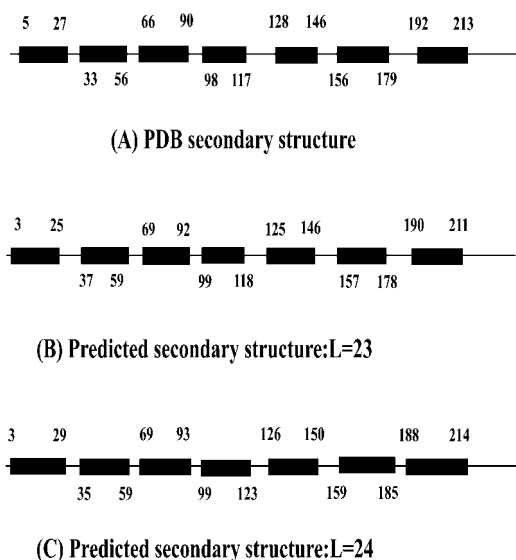 5 27 66 90 128 146 192 213
33 56 98 117 156 179
(A) PDB secondary structure
3 25 69 92 125 146 190 211
37 59 99 118 157 178
(B) Predicted secondary structure:L=23
3 29 69 93 126 150 188 214
35 59 99 123 159 185
(C) Predicted secondary structure:L=24